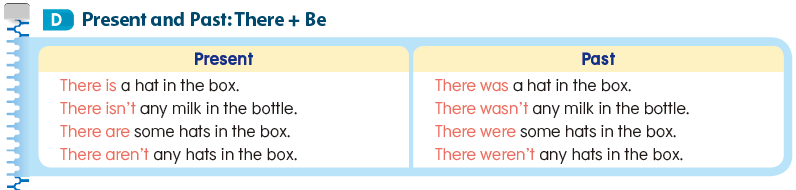 D Present and Past: There + Be
Present
There is a hat in the box.
There isn't any milk in the bottle.
There are some hats in the box.
There aren't any hats in the box.
Past
There was a hat in the box.
There wasn't any milk in the bottle.
There were some hats in the box.
There weren't any hats in the box.